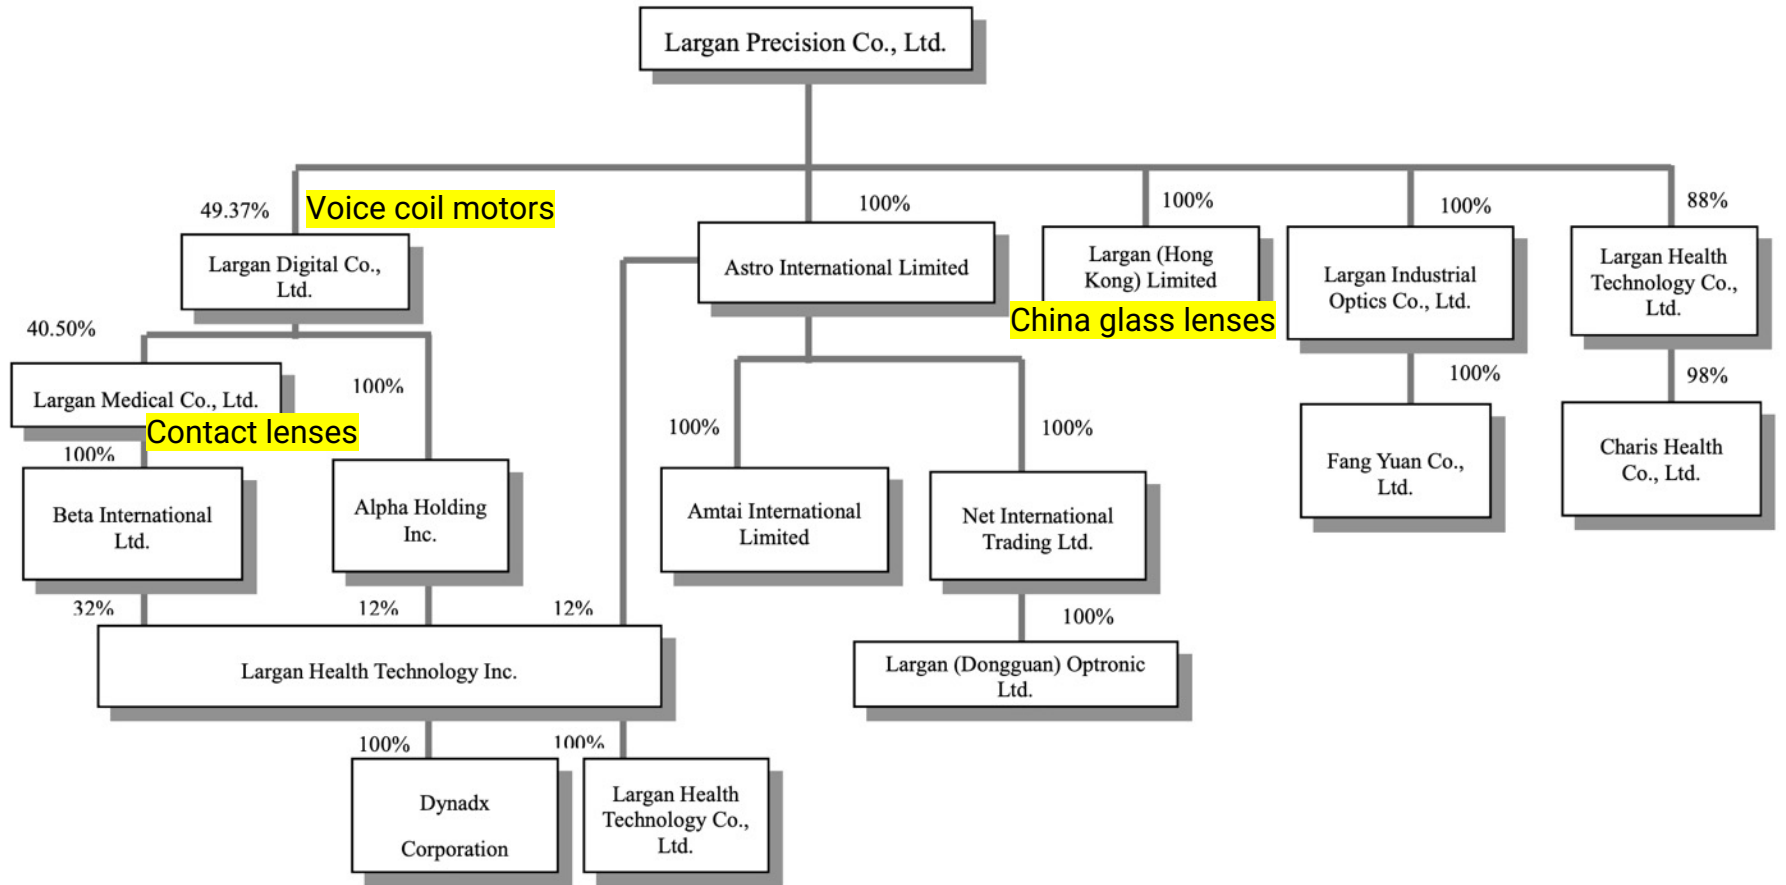 Largan Precision Co., Ltd.
49.37%
Voice coil motors
100%
100%
100%
88%
Largan Digital Co.,
Ltd.
Astro International Limited
Largan (Hong
Kong) Limited
China glass lenses
Largan Industrial
Optics Co., Ltd.
Largan Health
Technology Co.,
Ltd.
40.50%
100%
Largan Medical Co., Ltd.
Contact lenses
100%
100%
100%
100%
98%
Beta International
Ltd.
Alpha Holding
Inc.
Amtai International
Limited
Net International
Trading Ltd.
Fang Yuan Co.,
Ltd.
Charis Health
Co., Ltd.
32%
12%
12%
100%
Largan Health Technology Inc.
Largan (Dongguan) Optronic
Ltd.
100%
100%
Dynadx
Corporation
Largan Health
Technology Co.,
Ltd.